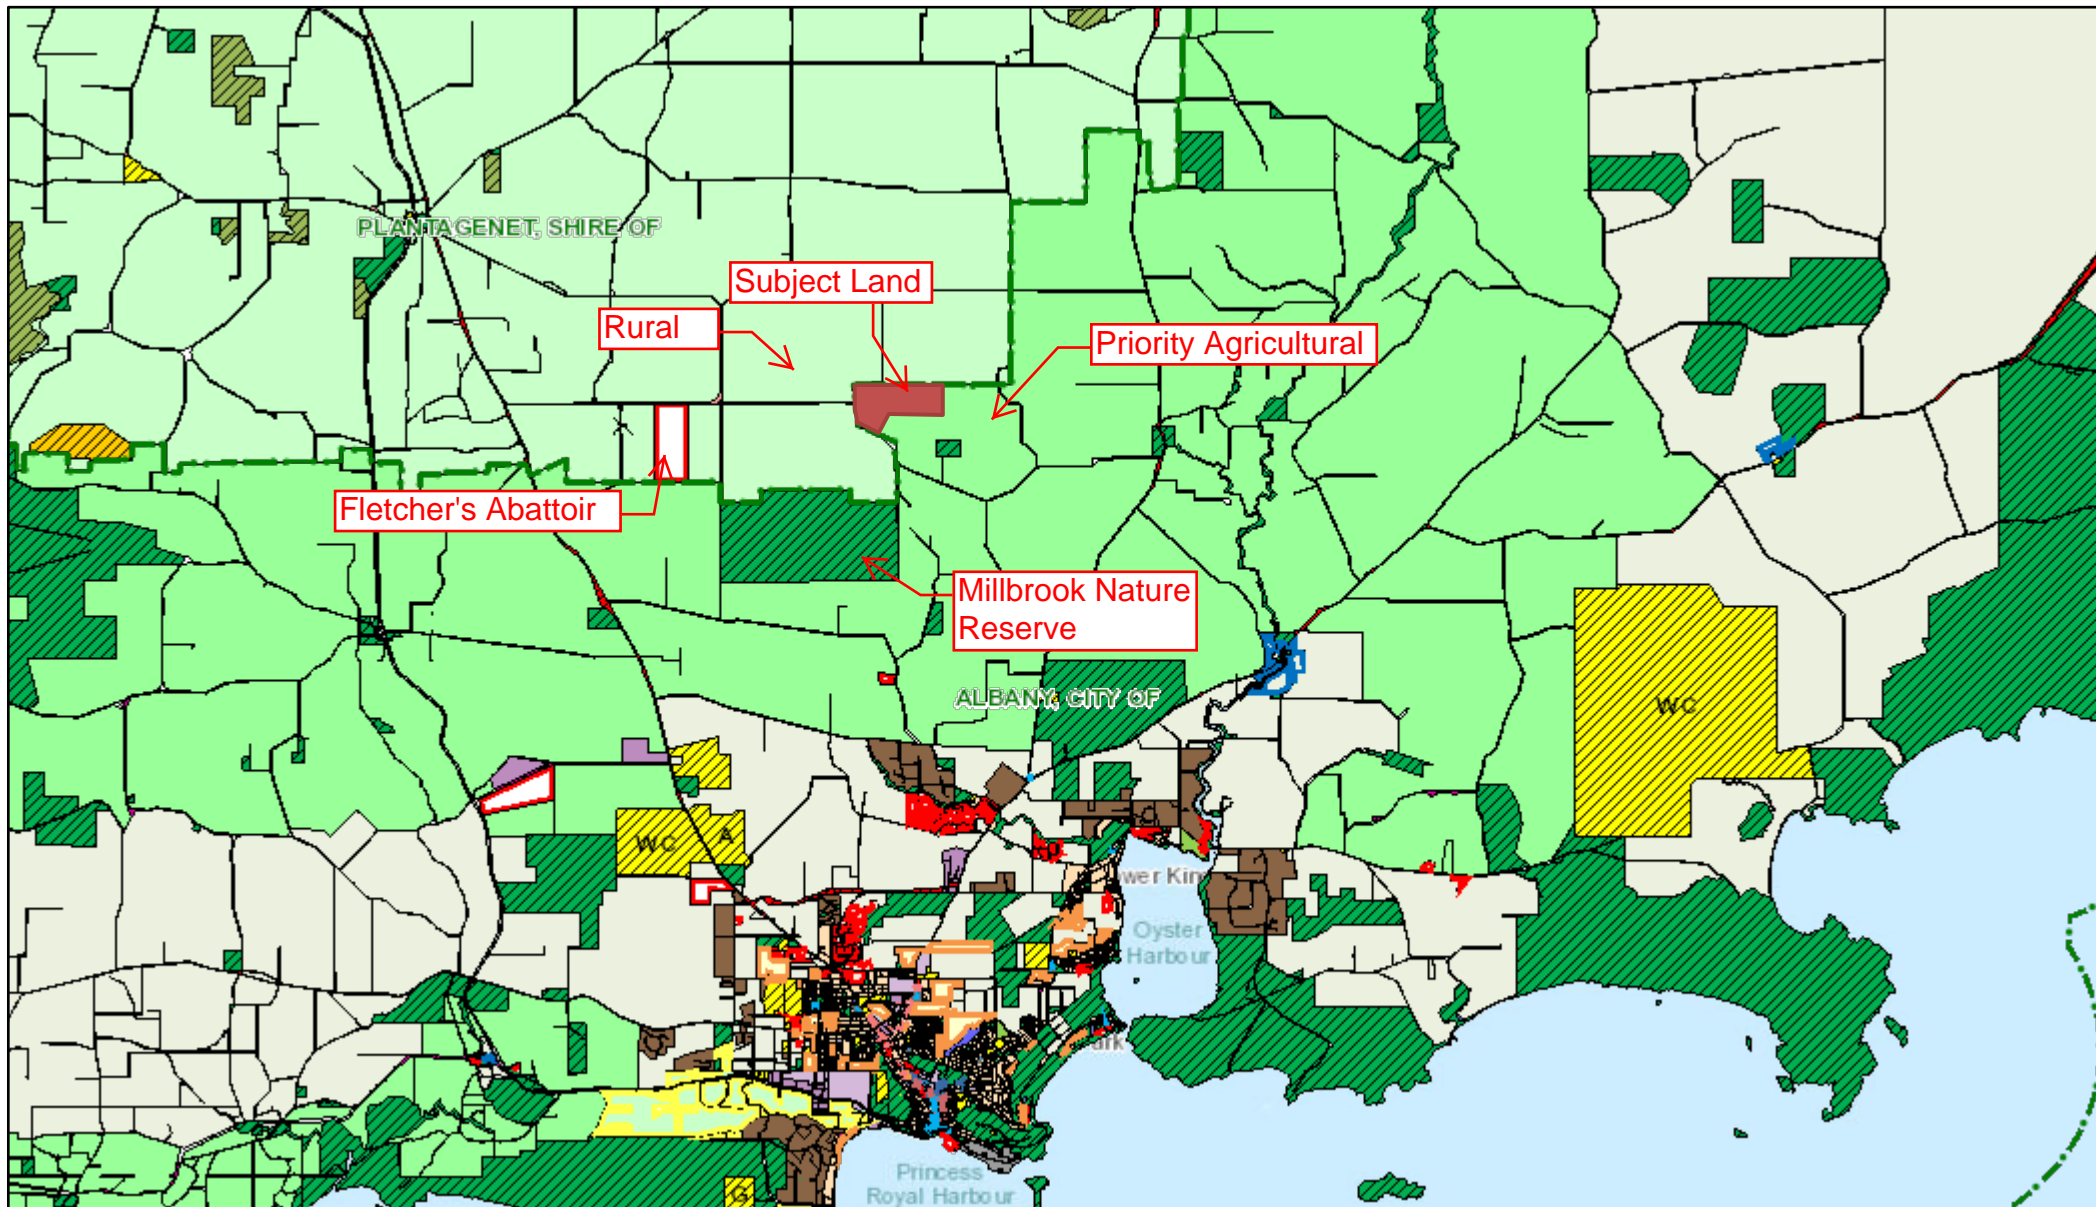 PLANTAGENET, SHIRE OF
Subject Land
Rural
Priority Agricultural
Fletcher's Abattoir
Millbrook Nature
Reserve
ALBANY, CITY OF
WC
WC
A
Oyster
Harbour
Princess
Royal Harbour
G